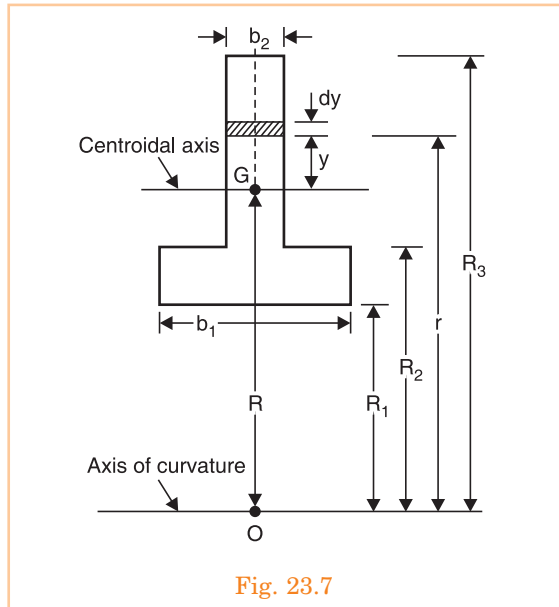 b₂
dy
Centroidal axis
y
G
R₃
b₁
r
R₂
R
R₁
Axis of curvature
O
Fig. 23.7